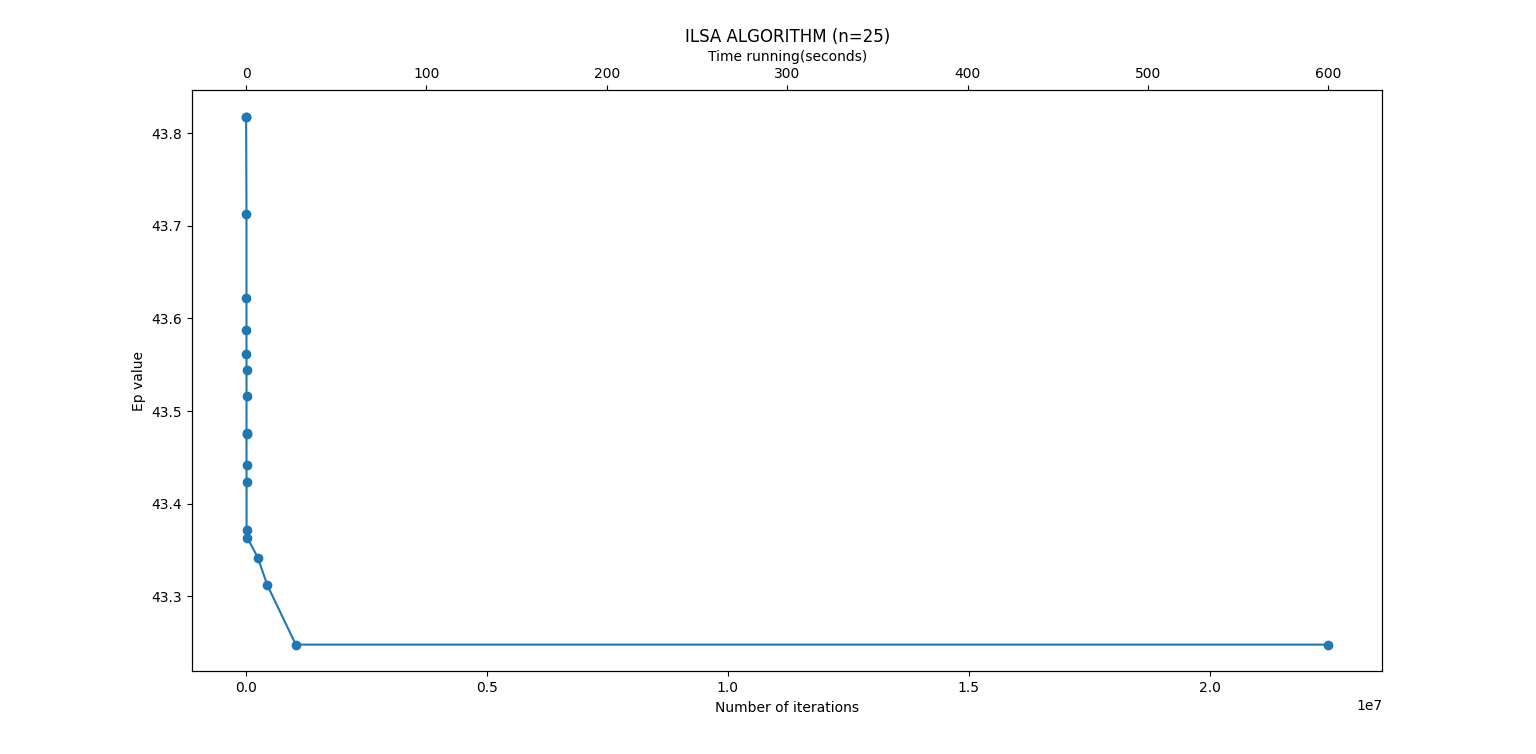 ILSA ALGORITHM (n=25)
Time running(seconds)
0 100 200 300 400 500 600
43.8
43.7
43.6
43.5
43.4
43.3
Ep value
0.0 0.5 1.0 1.5 2.0
1e7
Number of iterations